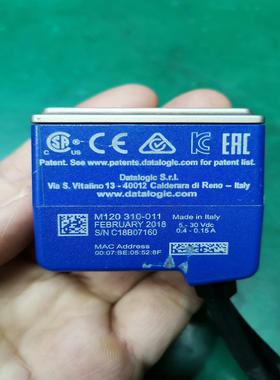 CSA
C US
CE
EAC
See www.patents.datalogic.com for patent list.
Datalogic S.r.l.
Via S. Vitalino 13 - 40012 Calderara di Reno – Italy
www.datalogic.com
M120 310-011
FEBRUARY 2018
S/N C18B07160
Made in Italy
5 - 30 Vdc
0.4 - 0.15 A
MAC Address
00:07:BE:05:52:8F